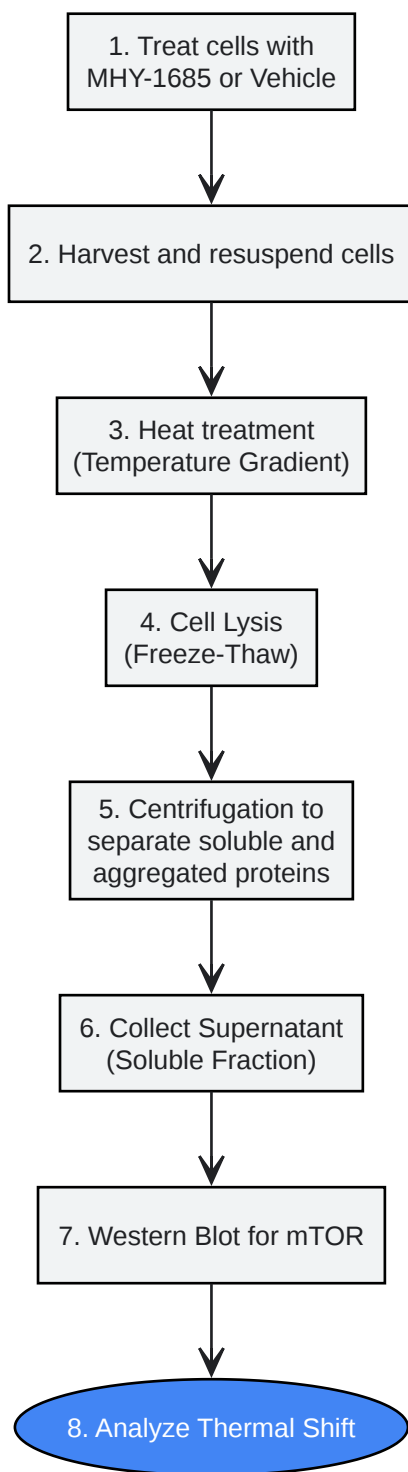 1. Treat cells with
MHY-1685 or Vehicle
2. Harvest and resuspend cells
3. Heat treatment
(Temperature Gradient)
4. Cell Lysis
(Freeze-Thaw)
5. Centrifugation to
separate soluble and
aggregated proteins
6. Collect Supernatant
(Soluble Fraction)
7. Western Blot for mTOR
8. Analyze Thermal Shift